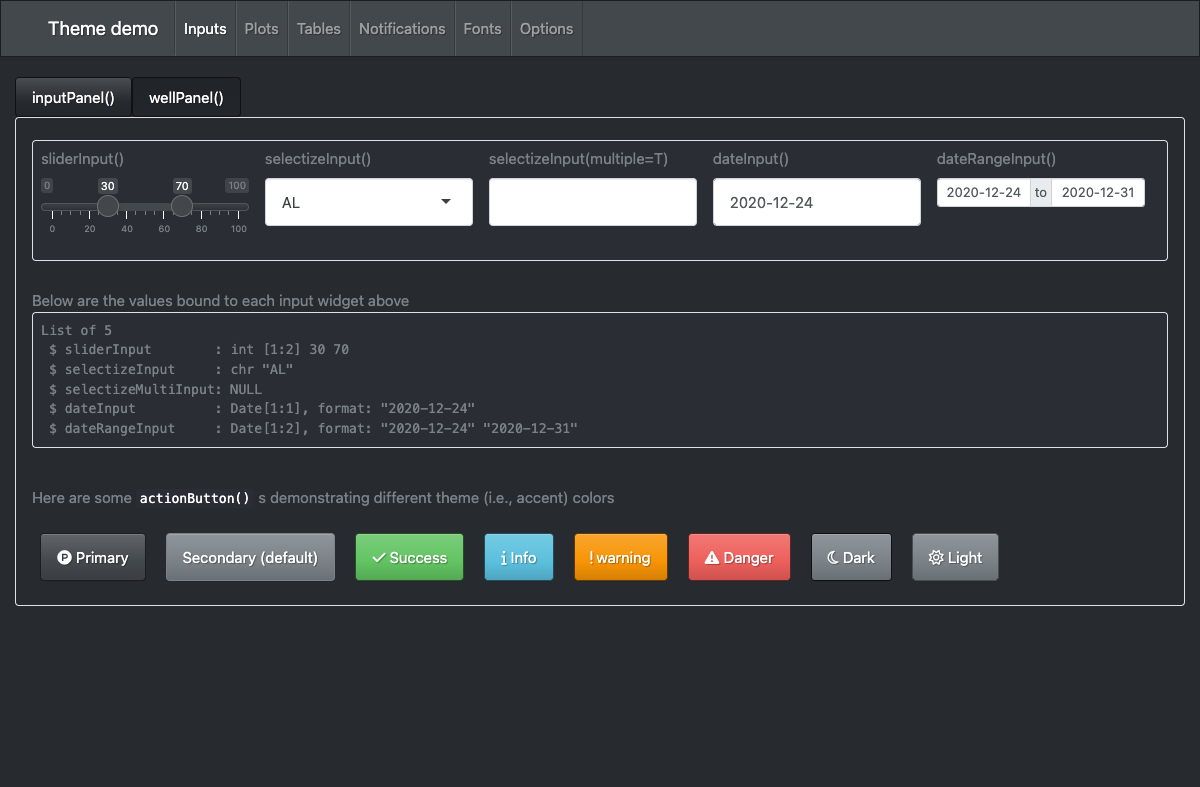 Theme demo Inputs Plots Tables Notifications Fonts Options
inputPanel() wellPanel()
sliderInput() selectizeInput() selectizeInput(multiple=T) dateInput() dateRangeInput()
0 30 70 100
AL 2020-12-24 2020-12-24 to 2020-12-31
0 20 40 60 80 100
Below are the values bound to each input widget above
List of 5
$ sliderInput : int [1:2] 30 70
$ selectizeInput : chr "AL"
$ selectizeMultiInput: NULL
$ dateInput : Date[1:1], format: "2020-12-24"
$ dateRangeInput : Date[1:2], format: "2020-12-24" "2020-12-31"
Here are some actionButton() s demonstrating different theme (i.e., accent) colors
P Primary Secondary (default) Success i Info ! warning Danger Dark Light